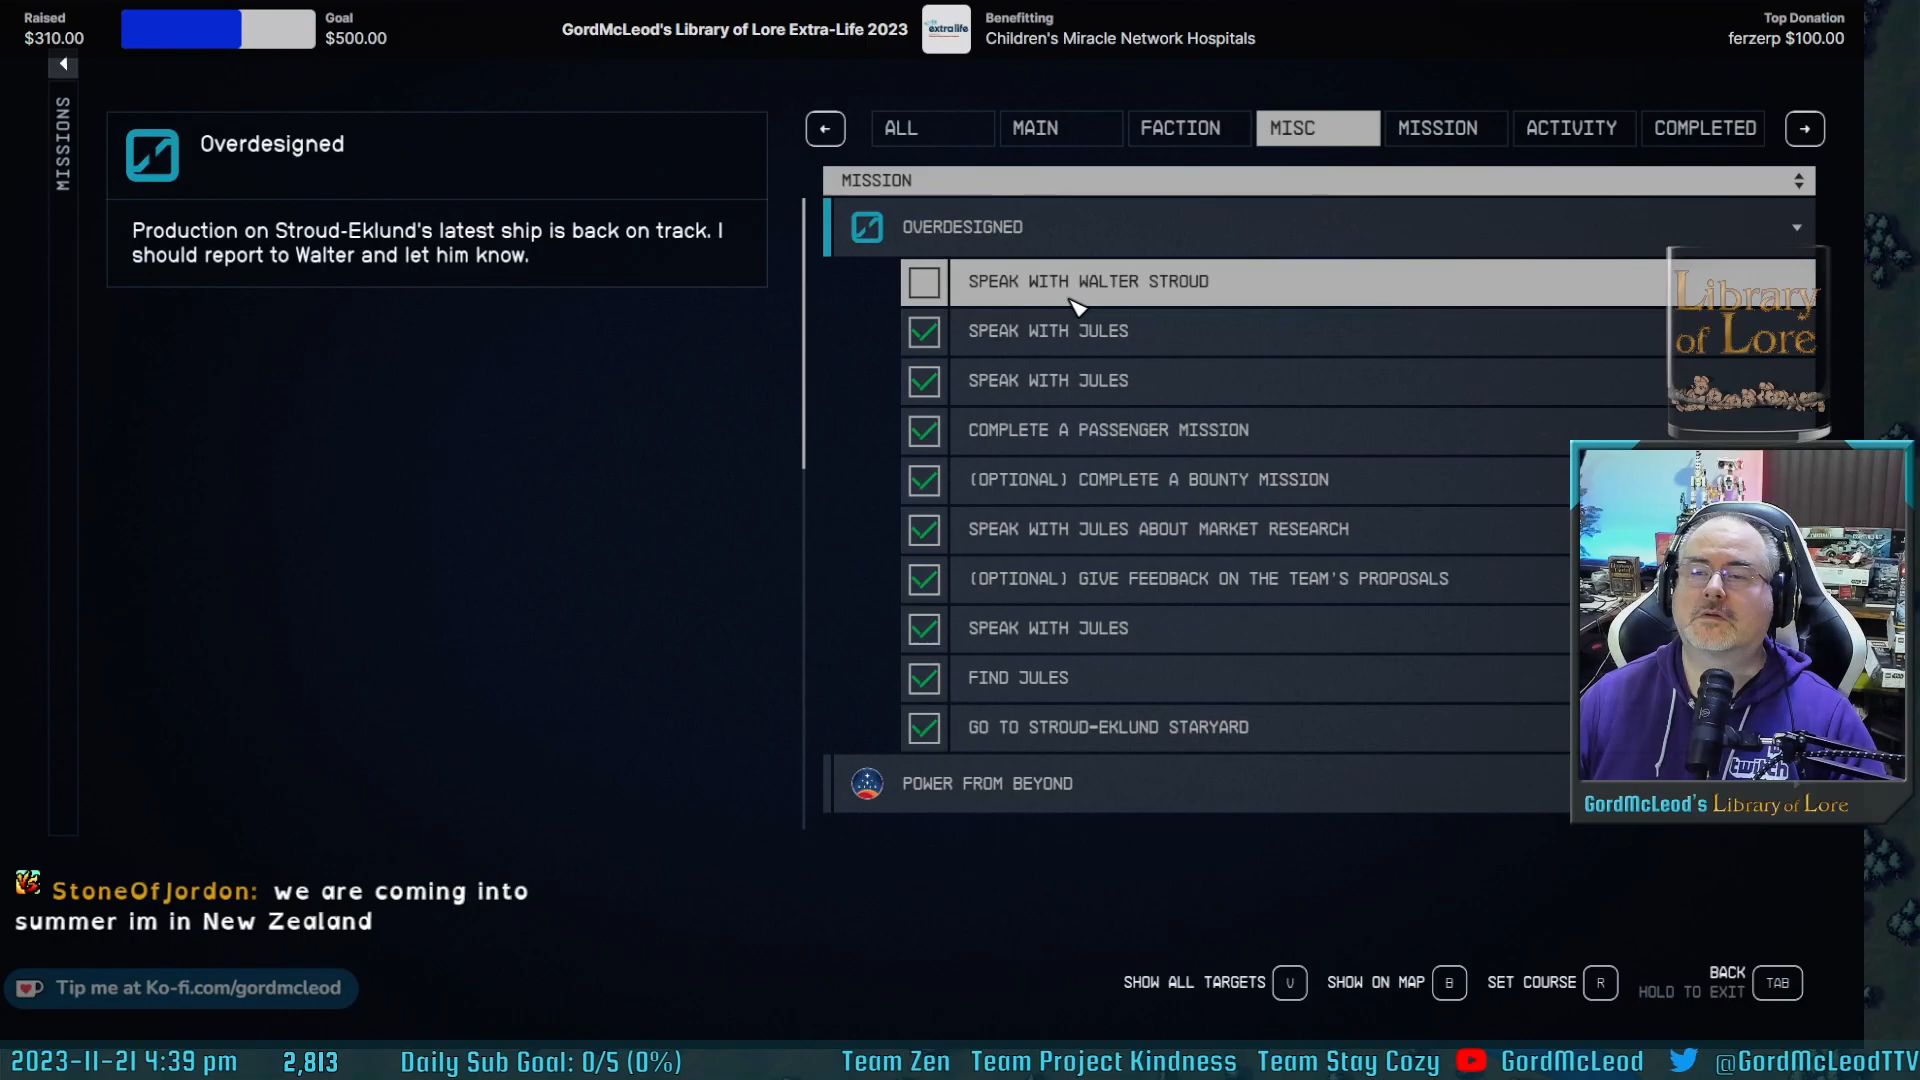 Raised
$310.00
Goal
$500.00
GordMcLeod's Library of Lore Extra-Life 2023
extralife
Benefitting
Children's Miracle Network Hospitals
Top Donation
ferzerp $100.00
MISSIONS
Overdesigned
Production on Stroud-Eklund's latest ship is back on track. I
should report to Walter and let him know.
ALL
MAIN
FACTION
MISC
MISSION
ACTIVITY
COMPLETED
MISSION
OVERDESIGNED
SPEAK WITH WALTER STROUD
SPEAK WITH JULES
SPEAK WITH JULES
COMPLETE A PASSENGER MISSION
(OPTIONAL) COMPLETE A BOUNTY MISSION
SPEAK WITH JULES ABOUT MARKET RESEARCH
(OPTIONAL) GIVE FEEDBACK ON THE TEAM'S PROPOSALS
SPEAK WITH JULES
FIND JULES
GO TO STROUD-EKLUND STARYARD
POWER FROM BEYOND
Library
of Lore
twitch
GordMcLeod's Library of Lore
StoneOfJordon: we are coming into
summer im in New Zealand
Tip me at Ko-fi.com/gordmcleod
SHOW ALL TARGETS V
SHOW ON MAP B
SET COURSE R
BACK
HOLD TO EXIT
TAB
2023-11-21 4:39 pm
2,813
Daily Sub Goal: 0/5 (0%)
Team Zen
Team Project Kindness
Team Stay Cozy
GordMcLeod
@GordMcLeodTTV